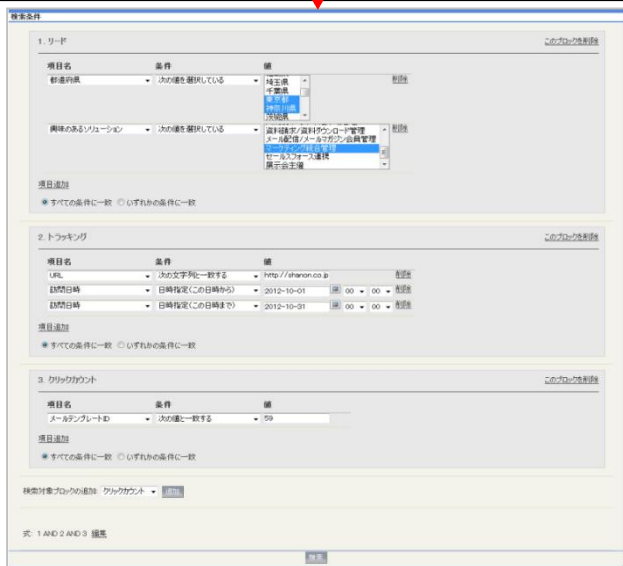 検索条件
1. リード このブロックを削除
項目名 条件 値
都道府県 次の値を選択している 埼玉県 削除
千葉県
東京都
神奈川県
茨城県
興味のあるソリューション 次の値を選択している 資料請求/資料ダウンロード管理 削除
メール配信/メールマガジン会員管理
マーケティング統合管理
セールスフォース連携
展示会主催
項目追加
すべての条件に一致 いずれかの条件に一致
2. トラッキング このブロックを削除
項目名 条件 値
URL 次の文字列と一致する http://shanon.co.jp 削除
訪問日時 日時指定(この日時から) 2012-10-01 00 00 削除
訪問日時 日時指定(この日時まで) 2012-10-31 00 00 削除
項目追加
すべての条件に一致 いずれかの条件に一致
3. クリックカウント このブロックを削除
項目名 条件 値
メールテンプレートID 次の値と一致する 59
項目追加
すべての条件に一致 いずれかの条件に一致
検索対象ブロックの追加: クリックカウント 追加
式: 1 AND 2 AND 3 編集
検索